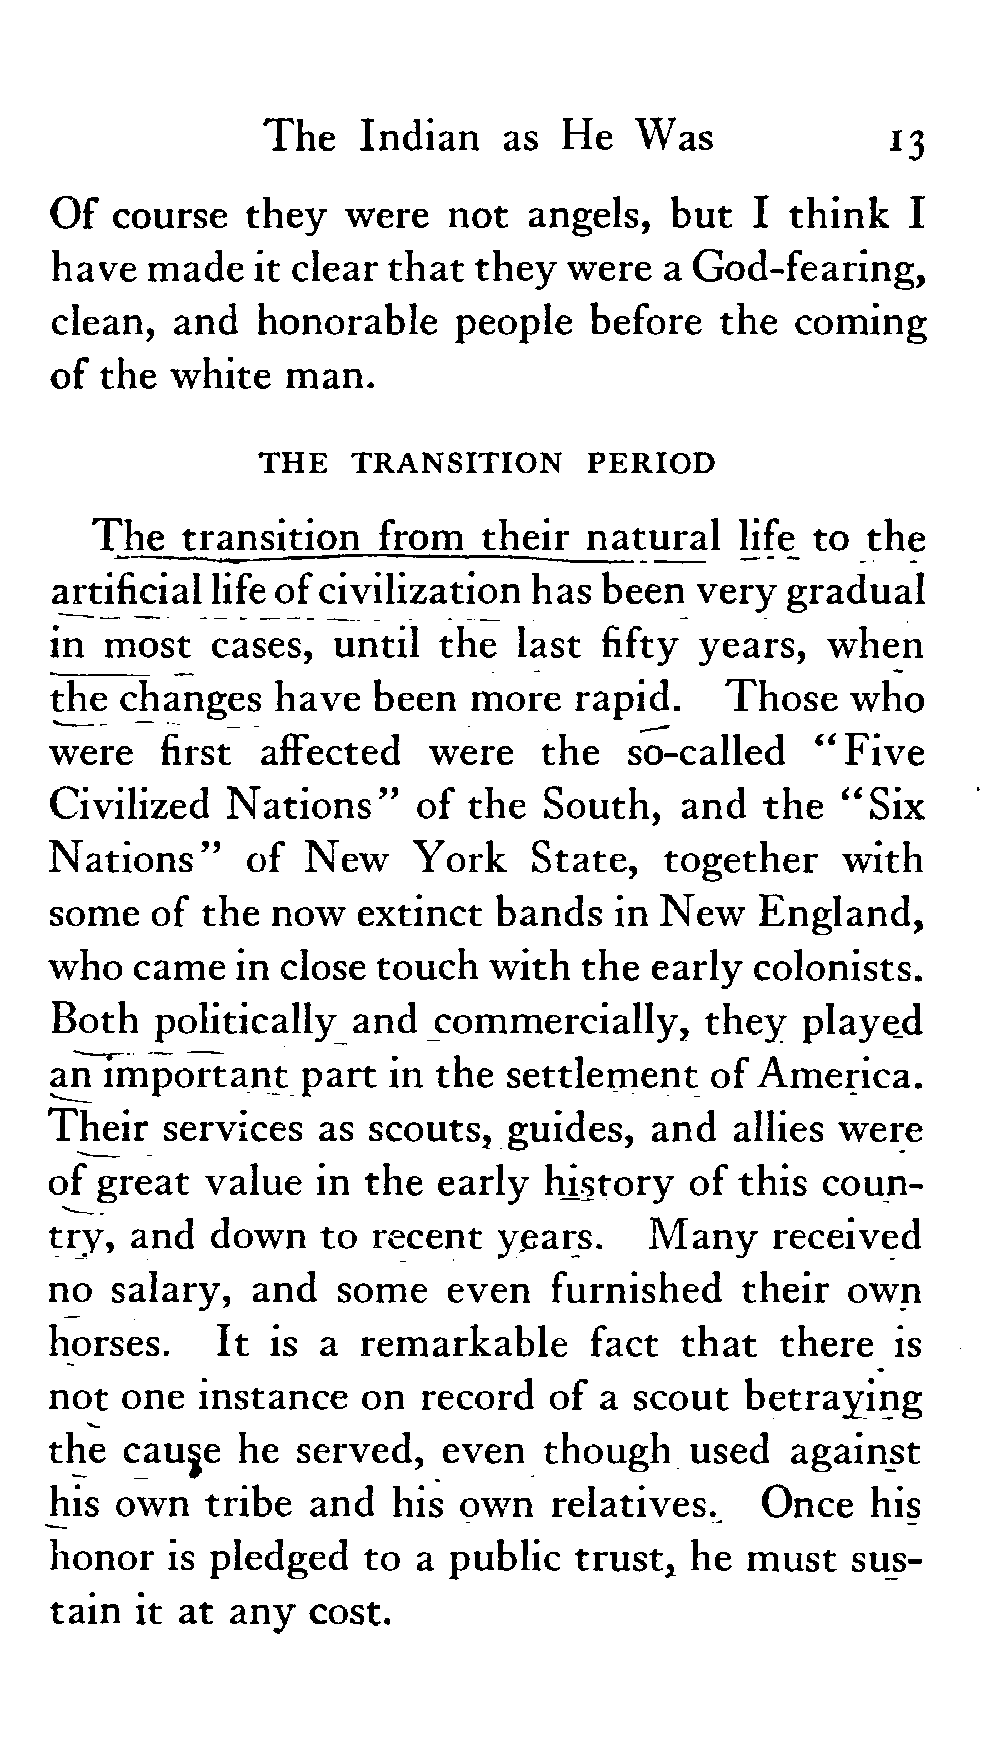 The Indian as He Was 13
Of course they were not angels, but I think I
have made it clear that they were a God-fearing,
clean, and honorable people before the coming
of the white man.
THE TRANSITION PERIOD
The transition from their natural life to the
artificial life of civilization has been very gradual
in most cases, until the last fifty years, when
the changes have been more rapid. Those who
were first affected were the so-called “Five
Civilized Nations” of the South, and the “Six
Nations” of New York State, together with
some of the now extinct bands in New England,
who came in close touch with the early colonists.
Both politically and commercially, they played
an important part in the settlement of America.
Their services as scouts, guides, and allies were
of great value in the early history of this coun-
try, and down to recent years. Many received
no salary, and some even furnished their own
horses. It is a remarkable fact that there is
not one instance on record of a scout betraying
the cause he served, even though used against
his own tribe and his own relatives. Once his
honor is pledged to a public trust, he must sus-
tain it at any cost.